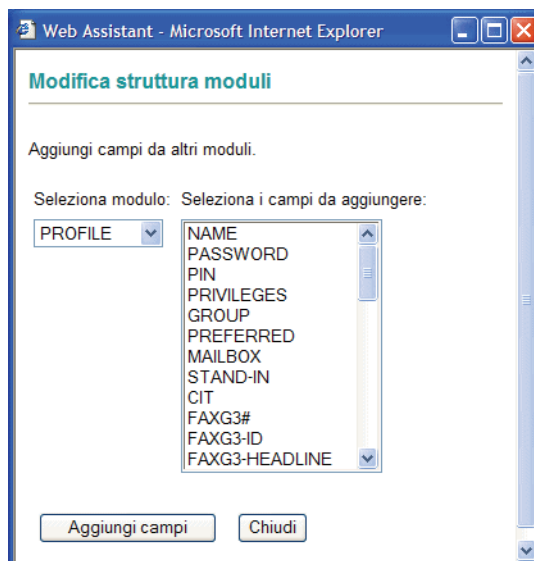 Web Assistant - Microsoft Internet Explorer
Modifica struttura moduli
Aggiungi campi da altri moduli.
Seleziona modulo: Seleziona i campi da aggiungere:
PROFILE
NAME
PASSWORD
PIN
PRIVILEGES
GROUP
PREFERRED
MAILBOX
STAND-IN
CIT
FAXG3#
FAXG3-ID
FAXG3-HEADLINE
Aggiungi campi Chiudi